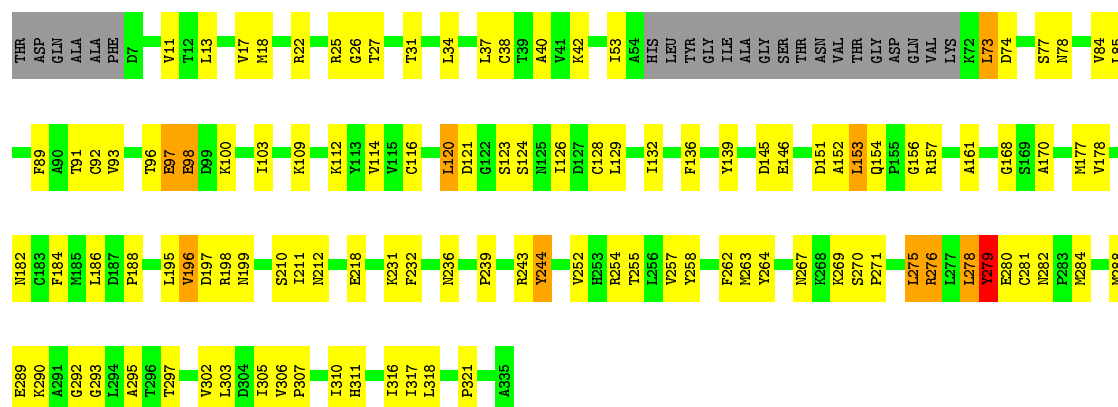 THR ASP GLN ALA ALA PHE D7 V11 T12 L13 V17 M18 R22 R25 G26 T27 T31 L34 L37 C38 T39 A40 V41 K42 I53 A54 HIS LEU TYR GLY ILE ALA GLY SER THR ASN VAL THR GLY ASP GLN VAL LYS K72 L73 D74 S77 N78 V84 L85
F89 A90 T91 C92 V93 T96 E97 E98 D99 K100 I103 K109 K112 Y113 V114 V115 C116 L120 D121 G122 S123 S124 N125 I126 D127 C128 L129 I132 F136 Y139 D145 E146 D151 A152 L153 Q154 P155 G156 R157 A161 G168 S169 A170 M177 V178
N182 C183 F184 M185 L186 D187 P188 L195 V196 D197 R198 N199 S210 I211 N212 E218 K231 F232 N236 P239 R243 Y244 V252 H253 R254 T255 L256 V257 Y258 F262 M263 Y264 N267 K268 K269 S270 P271 L275 R276 L277 L278 Y279 E280 C281 N282 P283 M284 M288
E289 K290 A291 G292 G293 L294 A295 T296 T297 V302 L303 D304 I305 V306 P307 I310 H311 I316 I317 L318 P321 A335